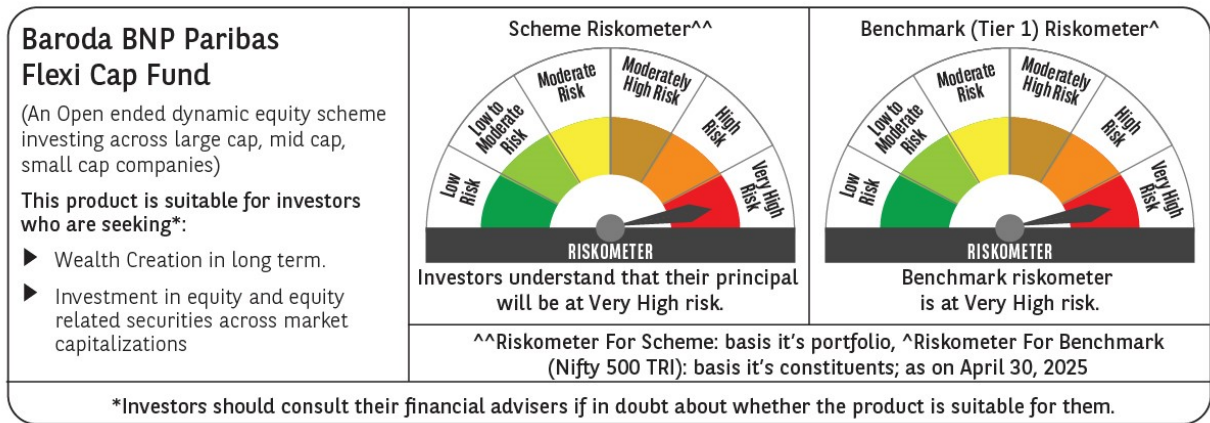 Baroda BNP Paribas
Flexi Cap Fund
(An Open ended dynamic equity scheme
investing across large cap, mid cap,
small cap companies)
This product is suitable for investors
who are seeking*:
▶ Wealth Creation in long term.
▶ Investment in equity and equity
related securities across market
capitalizations
Scheme Riskometer^^
Low
Risk
Low to
Moderate
Risk
Moderate
Risk
Moderately
High Risk
High
Risk
Very High
Risk
RISKOMETER
Investors understand that their principal
will be at Very High risk.
Benchmark (Tier 1) Riskometer^
Low
Risk
Low to
Moderate
Risk
Moderate
Risk
Moderately
High Risk
High
Risk
Very High
Risk
RISKOMETER
Benchmark riskometer
is at Very High risk.
^^Riskometer For Scheme: basis it's portfolio, ^Riskometer For Benchmark
(Nifty 500 TRI): basis it's constituents; as on April 30, 2025
*Investors should consult their financial advisers if in doubt about whether the product is suitable for them.